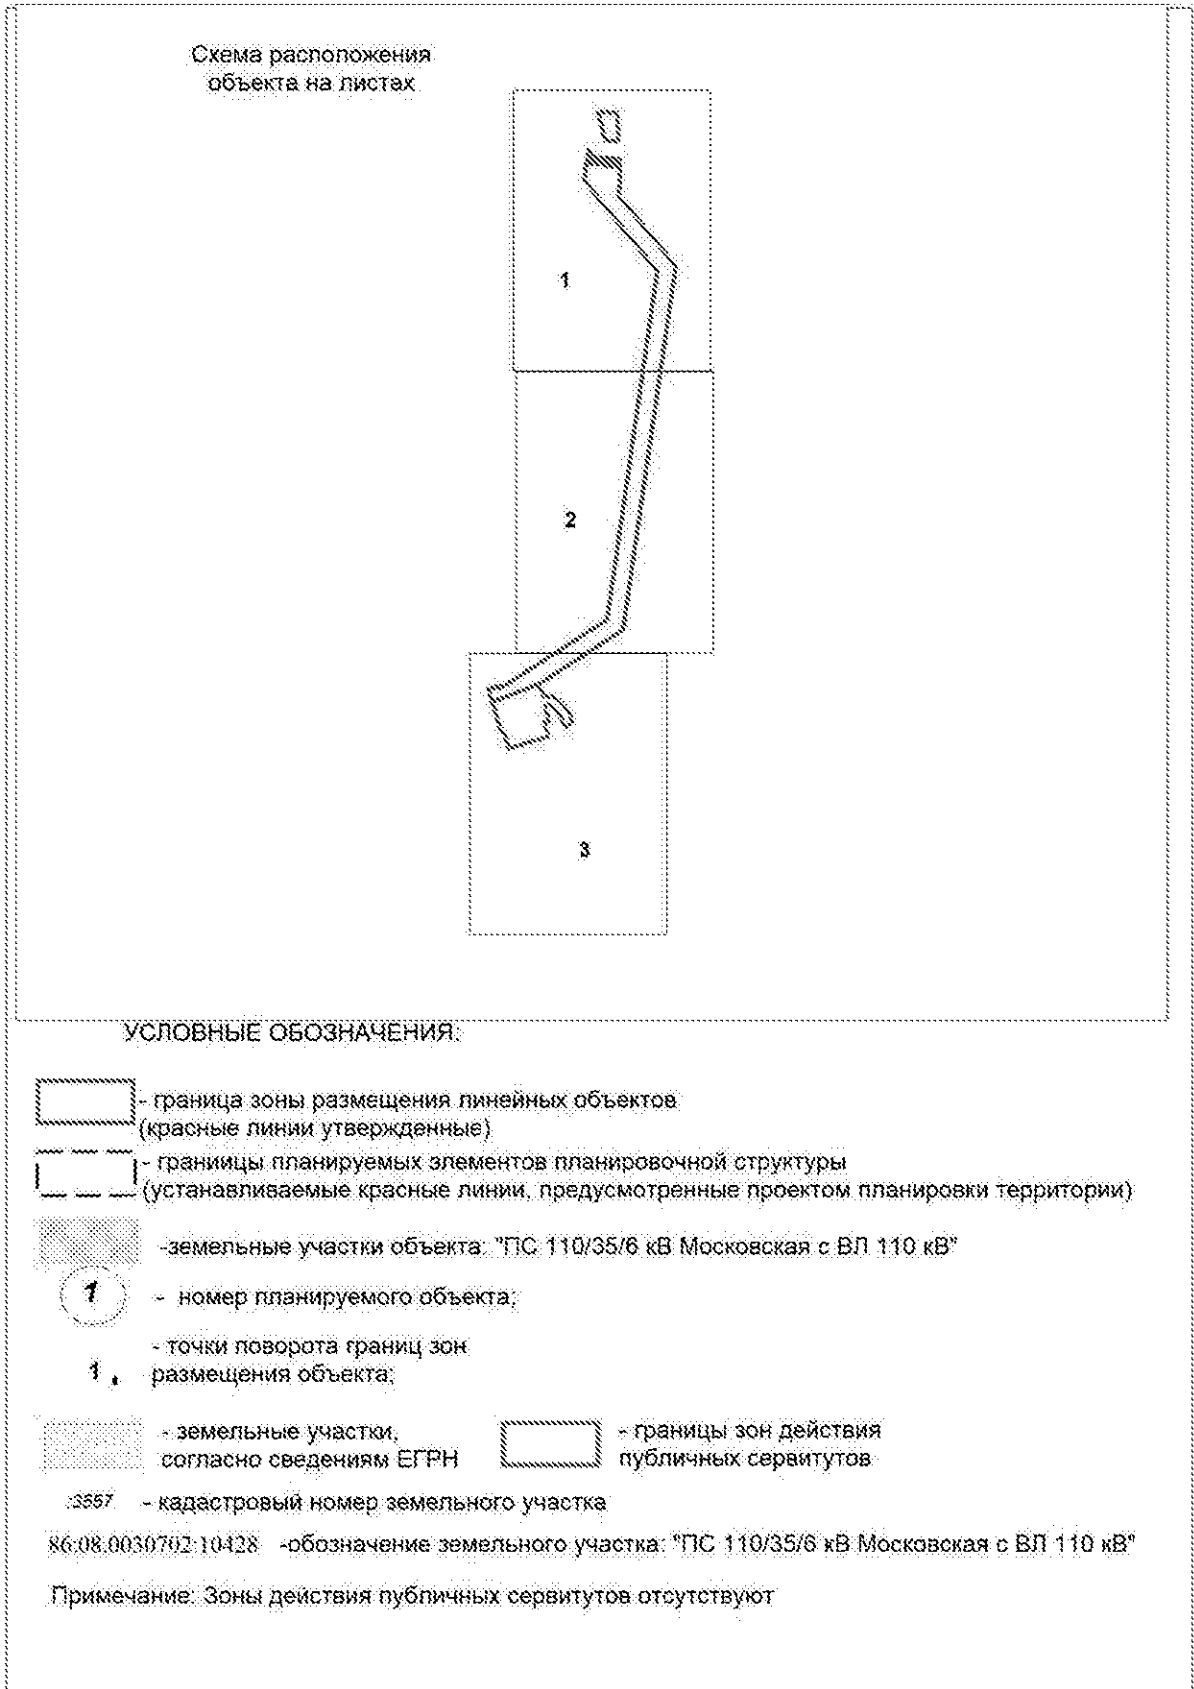 Схема расположения
объекта на листах
1
2
3
УСЛОВНЫЕ ОБОЗНАЧЕНИЯ:
- граница зоны размещения линейных объектов
(красные линии утвержденные)
- граниицы планируемых элементов планировочной структуры
(устанавливаемые красные линии, предусмотренные проектом планировки территории)
-земельные участки объекта: "ПС 110/35/6 кВ Московская с ВЛ 110 кВ"
1 - номер планируемого объекта;
- точки поворота границ зон
1 . размещения объекта;
- земельные участки,
согласно сведениям ЕГРН
- границы зон действия
публичных сервитутов
:3557 - кадастровый номер земельного участка
86:08:0030702:10428 -обозначение земельного участка: "ПС 110/35/6 кВ Московская с ВЛ 110 кВ"
Примечание: Зоны действия публичных сервитутов отсутствуют